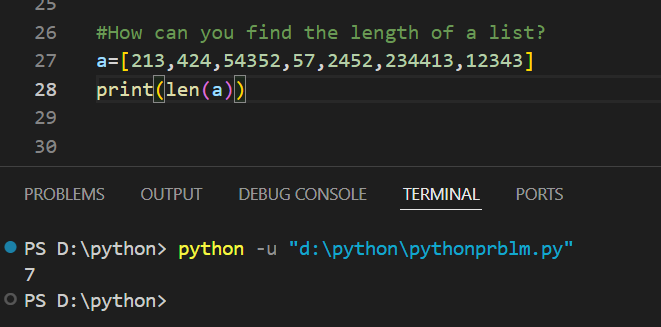 25
26 #How can you find the length of a list?
27 a=[213,424,54352,57,2452,234413,12343]
28 print(len(a))
29
30
PROBLEMS OUTPUT DEBUG CONSOLE TERMINAL PORTS
PS D:\python> python -u "d:\python\pythonprblm.py"
7
PS D:\python>